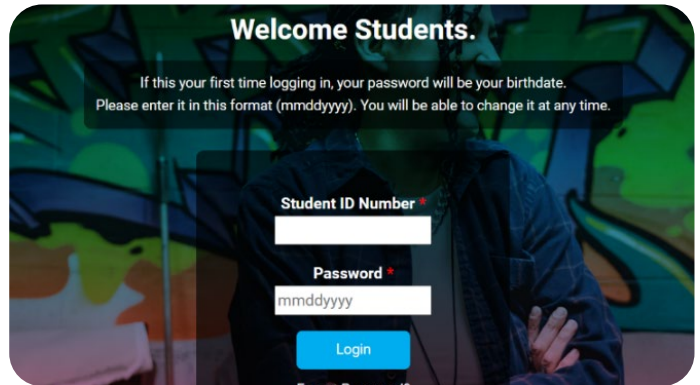 Welcome Students.
If this your first time logging in, your password will be your birthdate.
Please enter it in this format (mmddyyyy). You will be able to change it at any time.
Student ID Number *
Password *
mmddyyyy
Login